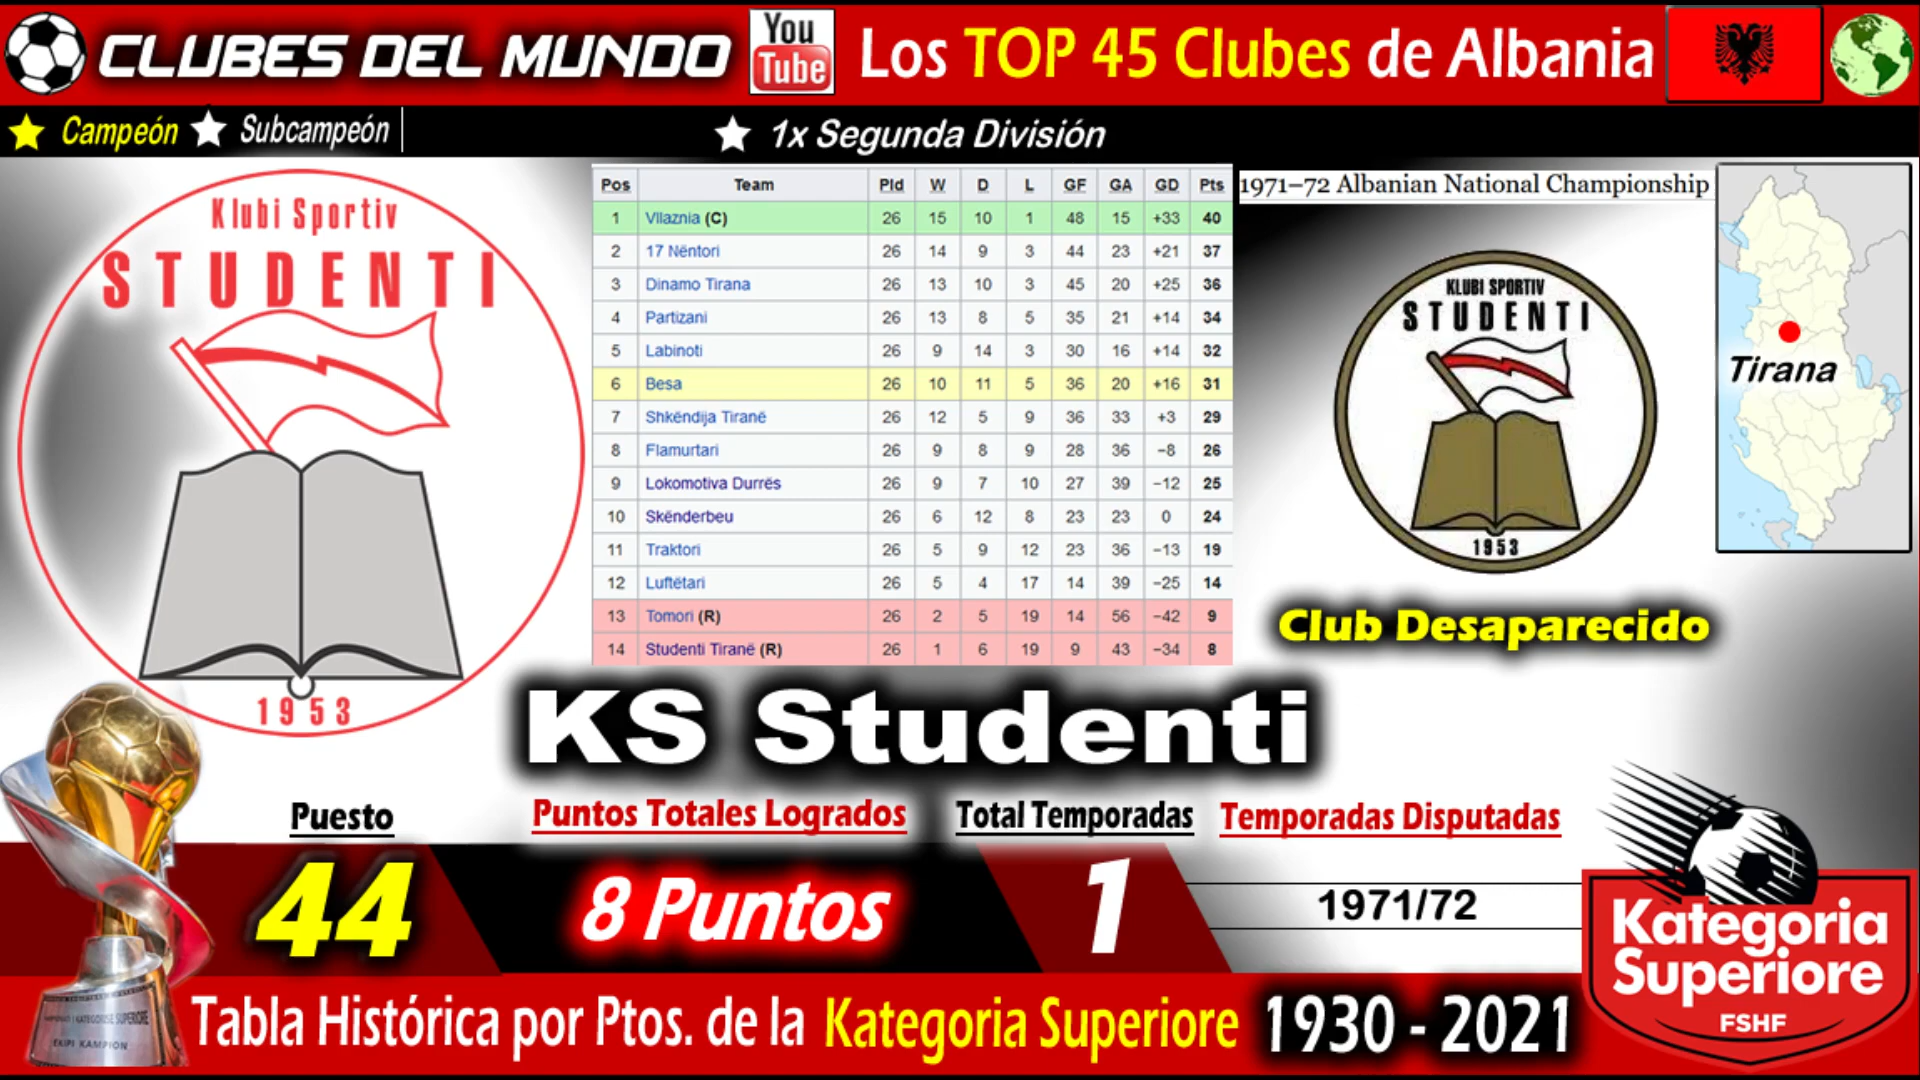 CLUBES DEL MUNDO
You
Tube
Los TOP 45 Clubes de Albania
Campeón Subcampeón
1x Segunda División
Klubi Sportiv
STUDENTI
1953
Pos Team Pld W D L GF GA GD Pts
1 Vllaznia (C) 26 15 10 1 48 15 +33 40
2 17 Nëntori 26 14 9 3 44 23 +21 37
3 Dinamo Tirana 26 13 10 3 45 20 +25 36
4 Partizani 26 13 8 5 35 21 +14 34
5 Labinoti 26 9 14 3 30 16 +14 32
6 Besa 26 10 11 5 36 20 +16 31
7 Shkëndija Tiranë 26 12 5 9 36 33 +3 29
8 Flamurtari 26 9 8 9 28 36 −8 26
9 Lokomotiva Durrës 26 9 7 10 27 39 −12 25
10 Skënderbeu 26 6 12 8 23 23 0 24
11 Traktori 26 5 9 12 23 36 −13 19
12 Luftëtari 26 5 4 17 14 39 −25 14
13 Tomori (R) 26 2 5 19 14 56 −42 9
14 Studenti Tiranë (R) 26 1 6 19 9 43 −34 8
1971–72 Albanian National Championship
KLUBI SPORTIV
STUDENTI
1953
Tirana
Club Desaparecido
KS Studenti
Puesto
44
Puntos Totales Logrados
8 Puntos
Total Temporadas
1
Temporadas Disputadas
1971/72
Kategoria
Superiore
FSHF
EKIPI KAMPION
Tabla Histórica por Ptos. de la Kategoria Superiore 1930 - 2021